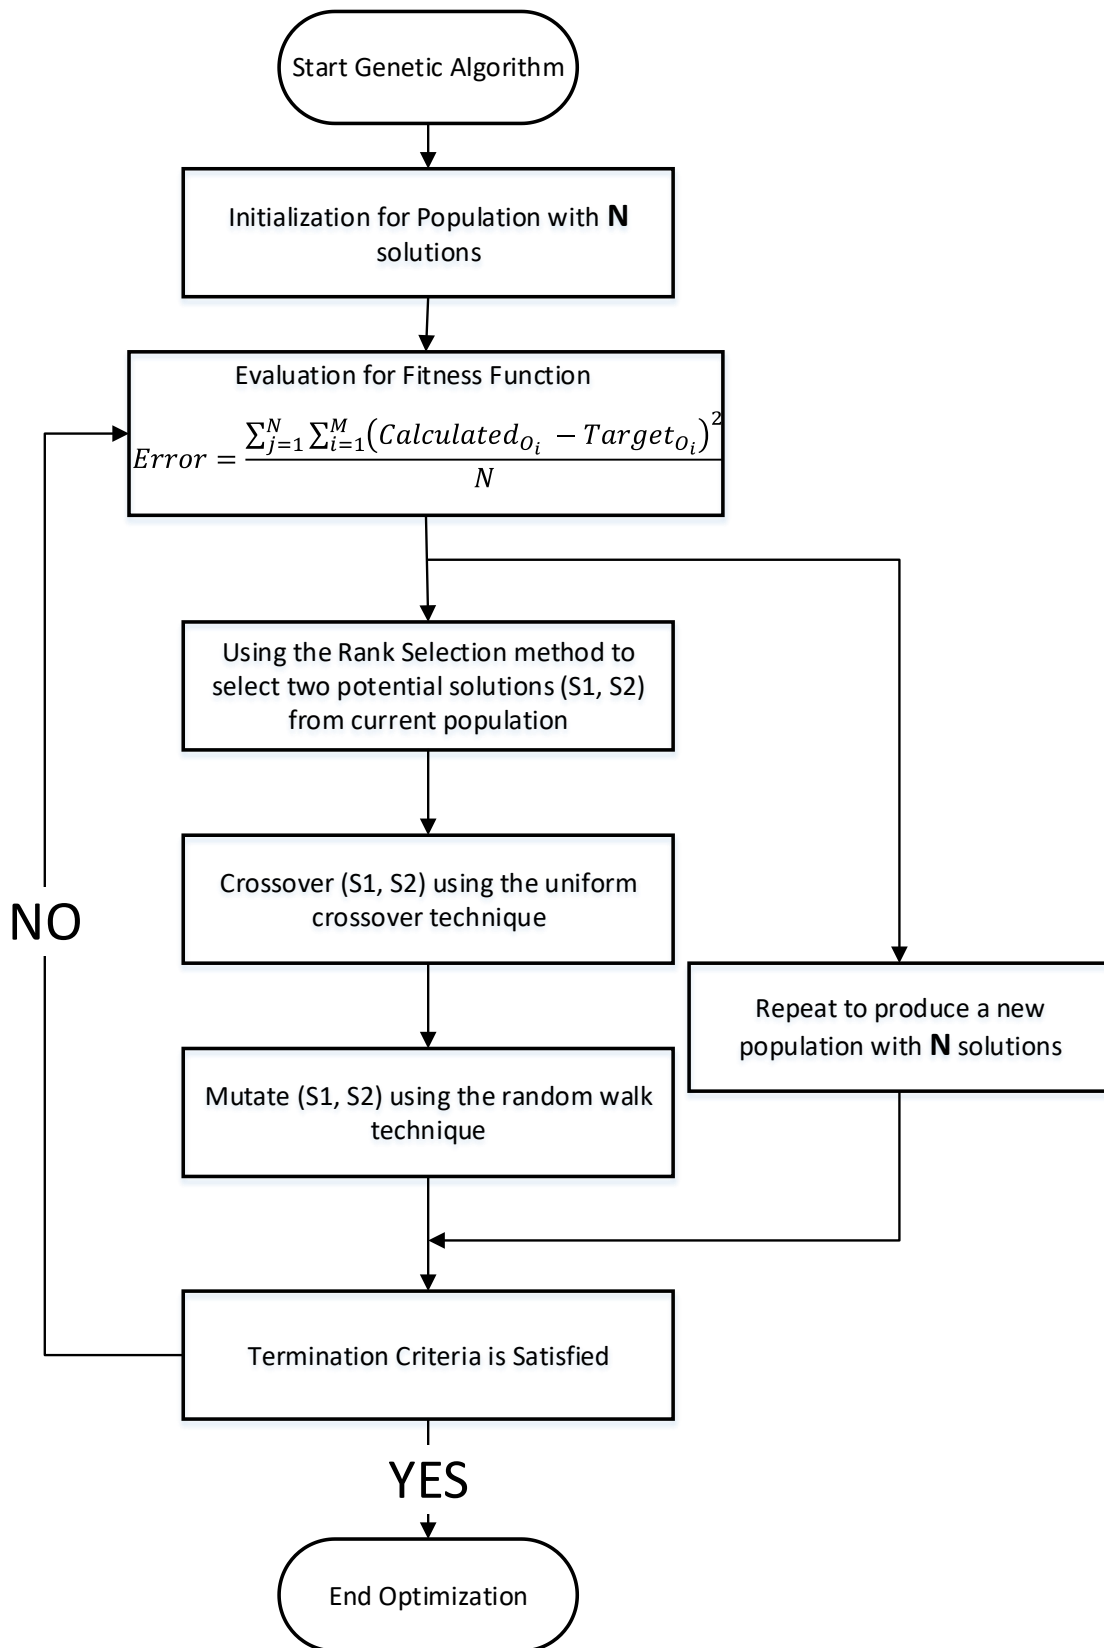 Start Genetic Algorithm
Initialization for Population with N
solutions
Evaluation for Fitness Function
Error = \frac{\sum_{j=1}^{N} \sum_{i=1}^{M} (Calculated_{O_i} - Target_{O_i})^2}{N}
Using the Rank Selection method to
select two potential solutions (S1, S2)
from current population
Crossover (S1, S2) using the uniform
crossover technique
NO
Repeat to produce a new
population with N solutions
Mutate (S1, S2) using the random walk
technique
Termination Criteria is Satisfied
YES
End Optimization